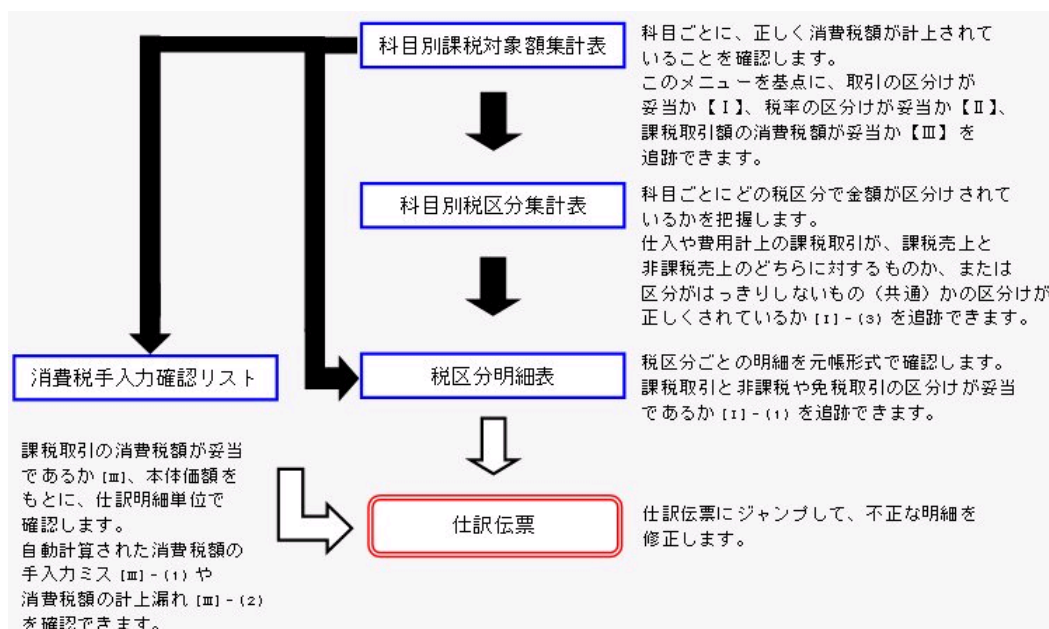 科目別課税対象額集計表
科目ごとに、正しく消費税額が計上されて
いることを確認します。
このメニューを基点に、取引の区分けが
妥当か【Ⅰ】、税率の区分けが妥当か【Ⅱ】、
課税取引額の消費税額が妥当か【Ⅲ】を
追跡できます。
科目別税区分集計表
科目ごとにどの税区分で金額が区分けされて
いるかを把握します。
仕入や費用計上の課税取引が、課税売上と
非課税売上のどちらに対するものか、または
区分がはっきりしないもの（共通）かの区分けが
正しくされているか[Ⅰ]-(3)を追跡できます。
消費税手入力確認リスト
税区分明細表
税区分ごとの明細を元帳形式で確認します。
課税取引と非課税や免税取引の区分けが妥当
であるか[Ⅰ]-(1)を追跡できます。
課税取引の消費税額が妥当
であるか[Ⅲ]、本体価額を
もとに、仕訳明細単位で
確認します。
自動計算された消費税額の
手入力ミス[Ⅲ]-(1)や
消費税額の計上漏れ[Ⅲ]-(2)
を確認できます。
仕訳伝票
仕訳伝票にジャンプして、不正な明細を
修正します。